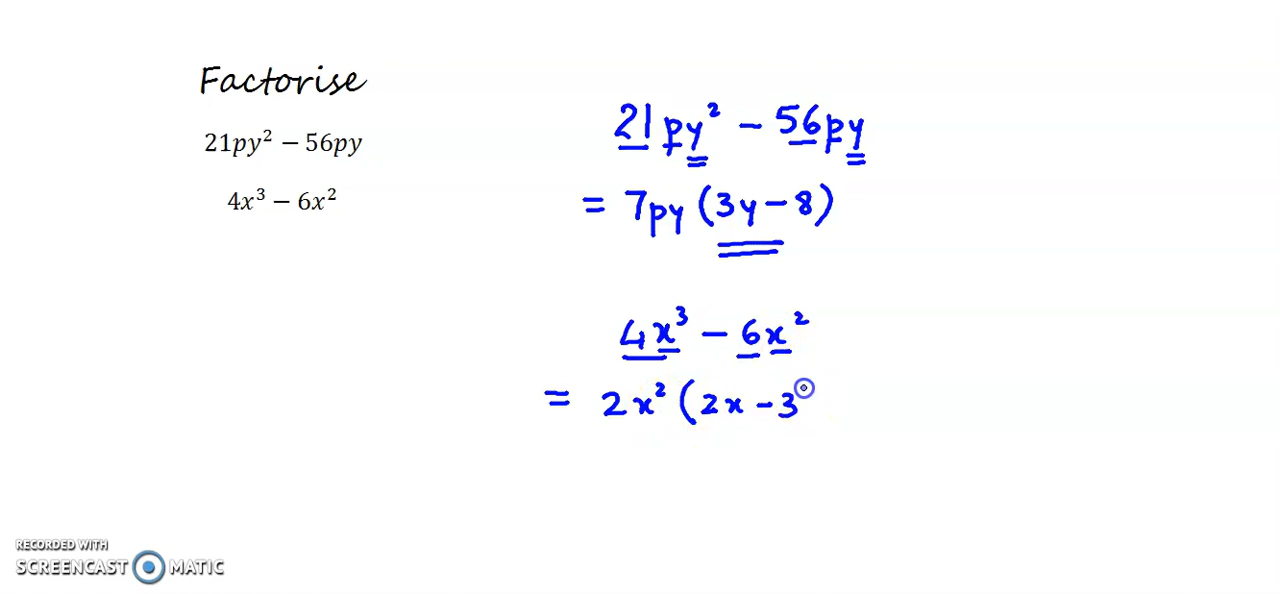 Factorise
21py² − 56py
4x³ − 6x²
21py² − 56py
= 7py (3y − 8)
4x³ − 6x²
= 2x² (2x − 3
RECORDED WITH
SCREENCAST MATIC